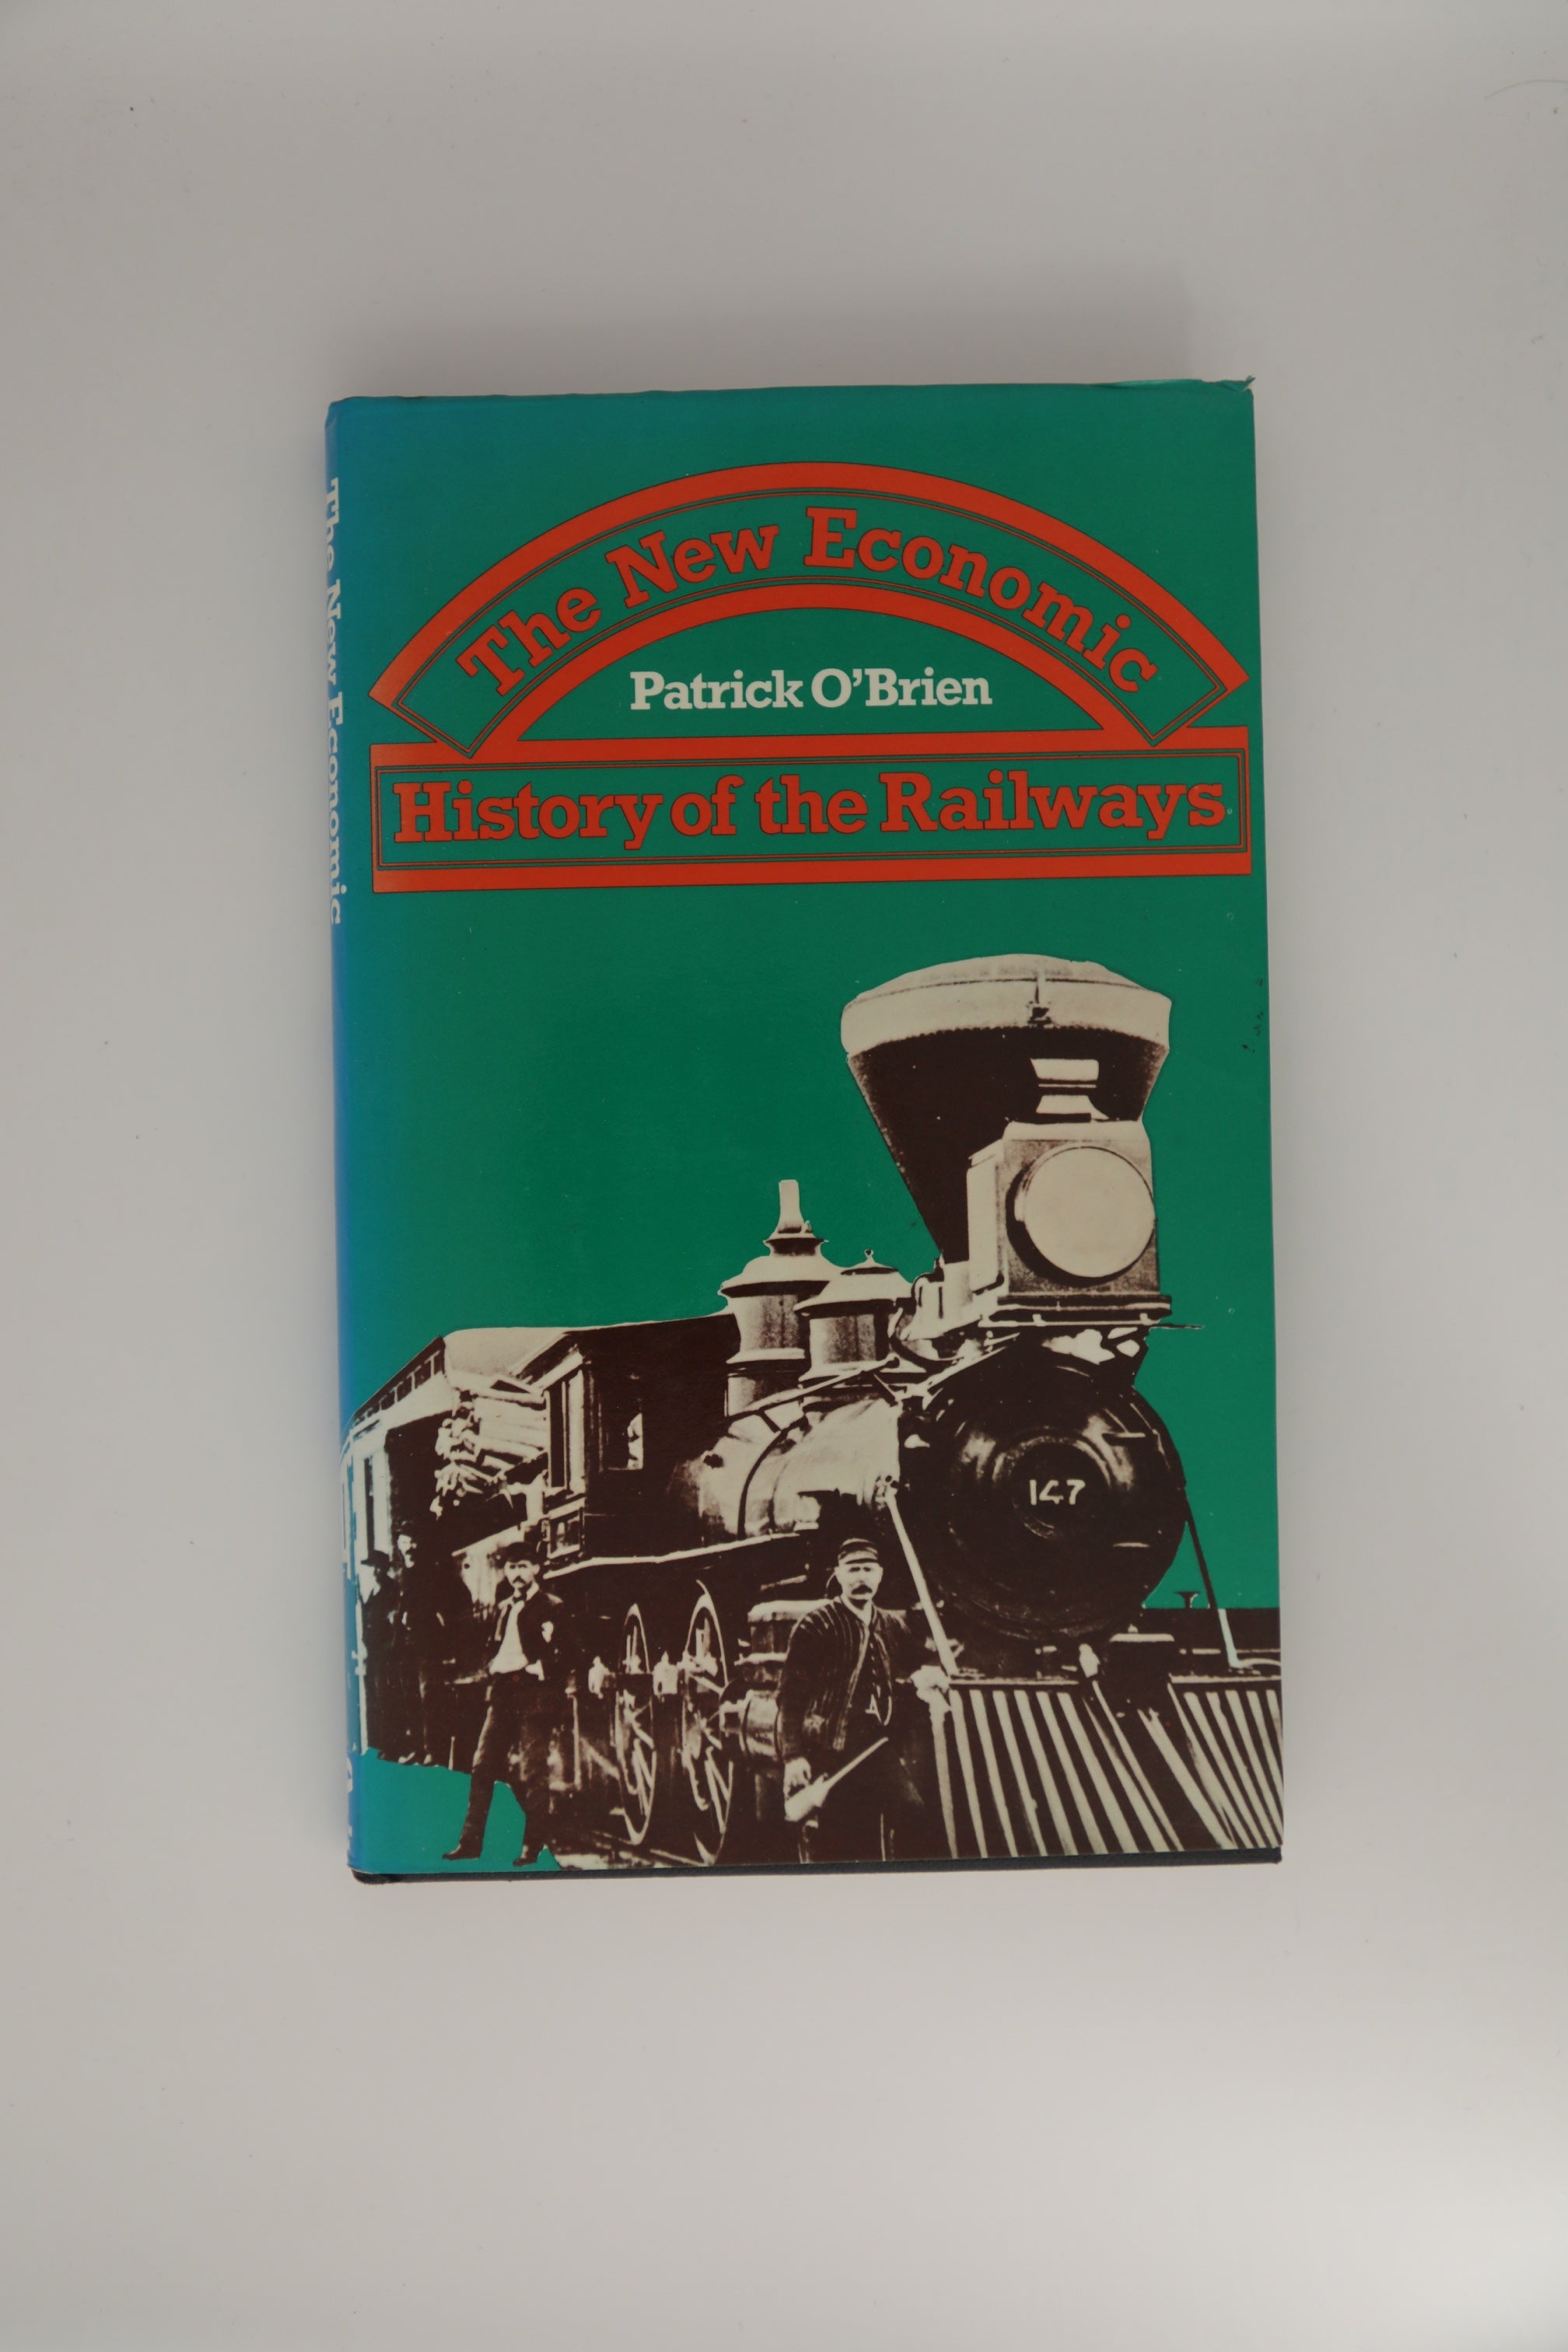 The New Economic
Patrick O'Brien
History of the Railways
147
The New Economic